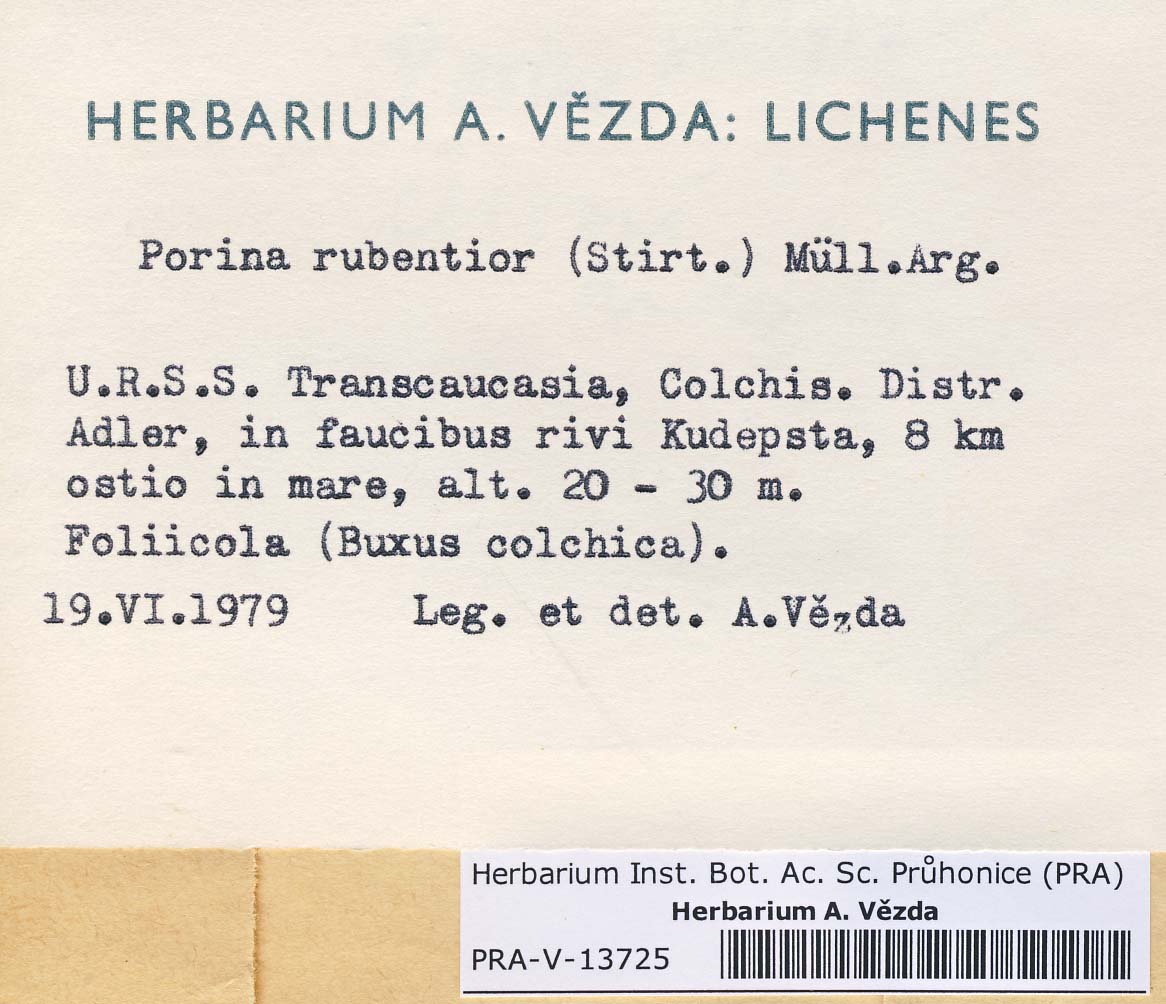 HERBARIUM A. VĚZDA: LICHENES
Porina rubentior (Stirt.) Müll.Arg.
U.R.S.S. Transcaucasia, Colchis. Distr.
Adler, in faucibus rivi Kudepsta, 8 km
ostio in mare, alt. 20 - 30 m.
Foliicola (Buxus colchica).
19.VI.1979 Leg. et det. A.Vězda
Herbarium Inst. Bot. Ac. Sc. Průhonice (PRA)
Herbarium A. Vězda
PRA-V-13725